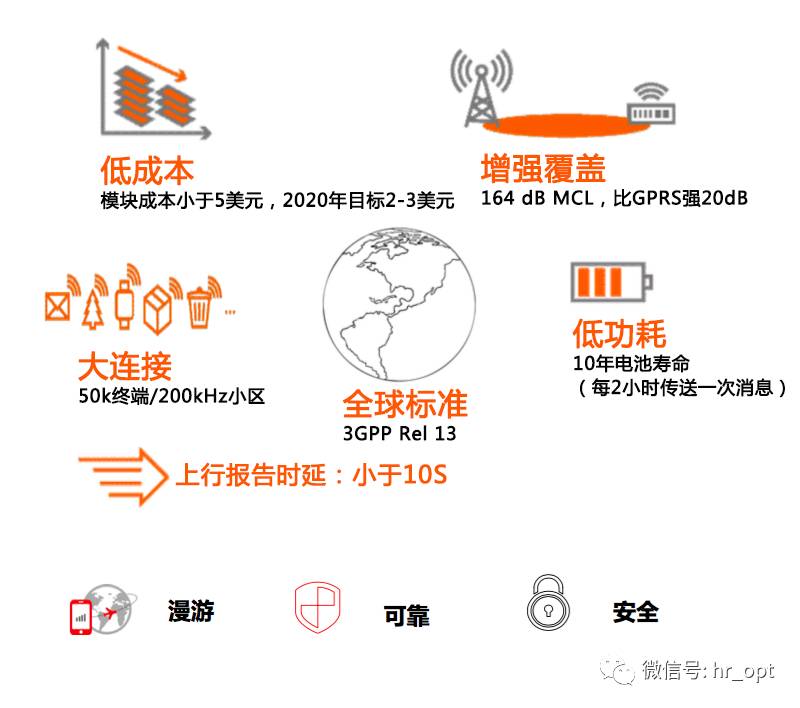 低成本
模块成本小于5美元，2020年目标2-3美元
增强覆盖
164 dB MCL，比GPRS强20dB
大连接
50k终端/200kHz小区
全球标准
3GPP Rel 13
低功耗
10年电池寿命
（每2小时传送一次消息）
上行报告时延：小于10S
漫游
可靠
安全
微信号: hr_opt